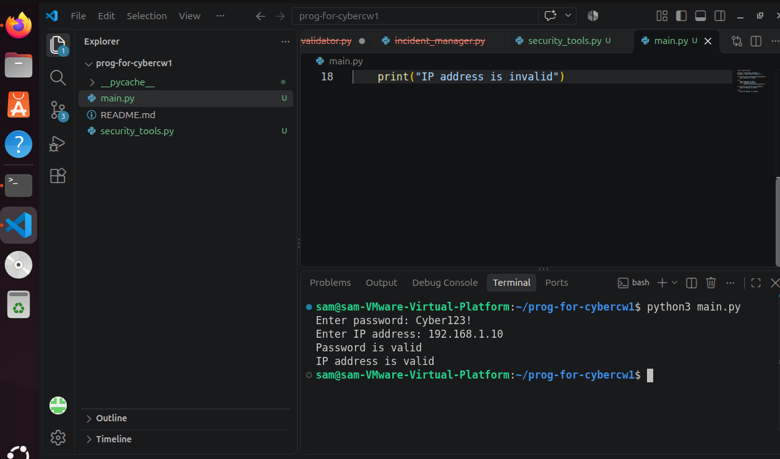 File Edit Selection View ··· prog-for-cybercw1
Explorer ···
prog-for-cybercw1
__pycache__
main.py U
README.md
security_tools.py U
Outline
Timeline
1
3
validator.py incident_manager.py security_tools.py U main.py U
main.py
18 print("IP address is invalid")
Problems Output Debug Console Terminal Ports bash
sam@sam-VMware-Virtual-Platform:~/prog-for-cybercw1$ python3 main.py
Enter password: Cyber123!
Enter IP address: 192.168.1.10
Password is valid
IP address is valid
sam@sam-VMware-Virtual-Platform:~/prog-for-cybercw1$